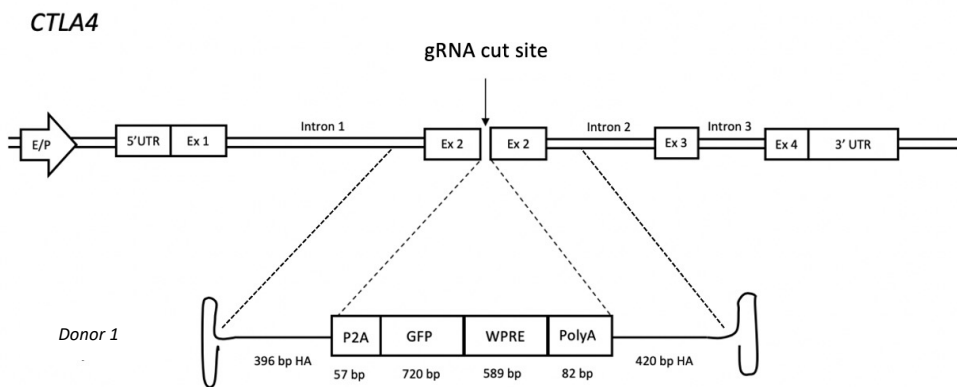 CTLA4
gRNA cut site
E/P
5'UTR
Ex 1
Intron 1
Ex 2
Ex 2
Intron 2
Ex 3
Intron 3
Ex 4
3' UTR
Donor 1
P2A
GFP
WPRE
PolyA
396 bp HA
57 bp
720 bp
589 bp
82 bp
420 bp HA